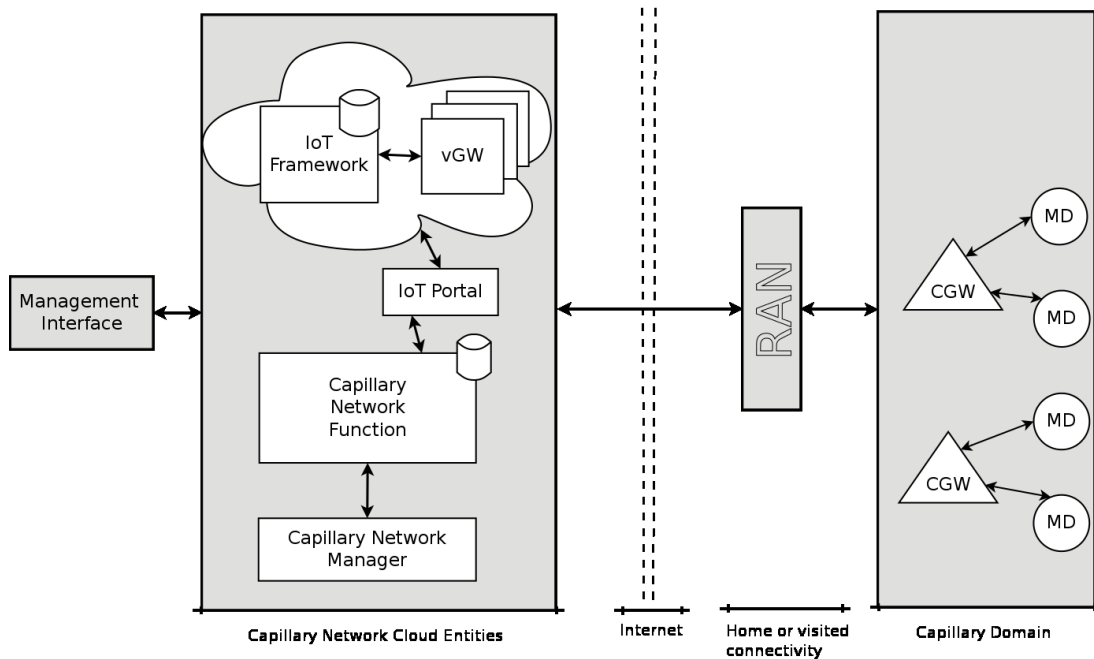 IoT
Framework
vGW
IoT Portal
Management
Interface
Capillary
Network
Function
Capillary Network
Manager
RAN
MD
CGW
MD
MD
CGW
MD
Capillary Network Cloud Entities
Internet
Home or visited
connectivity
Capillary Domain